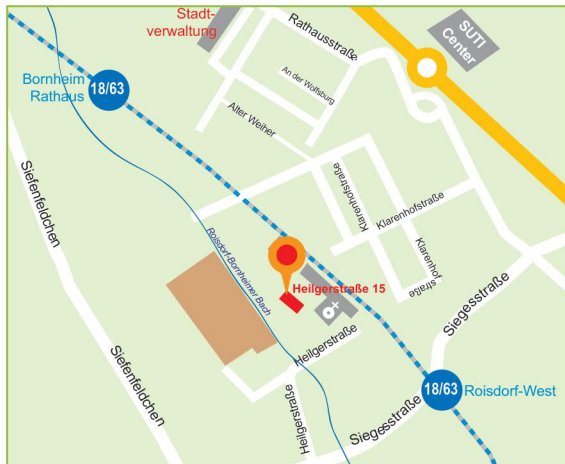 Stadt-
verwaltung
Rathausstraße
SUTI
Center
Bornheim
Rathaus
18/63
An der Wolfsburg
Alter Weiher
Siefenfeldchen
Klarenhofstraße
Klarenhofstraße
Klarenhof
straße
Roisdorf-Bornheimer Bach
Heilgerstraße 15
Siegesstraße
Heilgerstraße
Siefenfeldchen
18/63
Roisdorf-West
Heilgerstraße
Siegesstraße